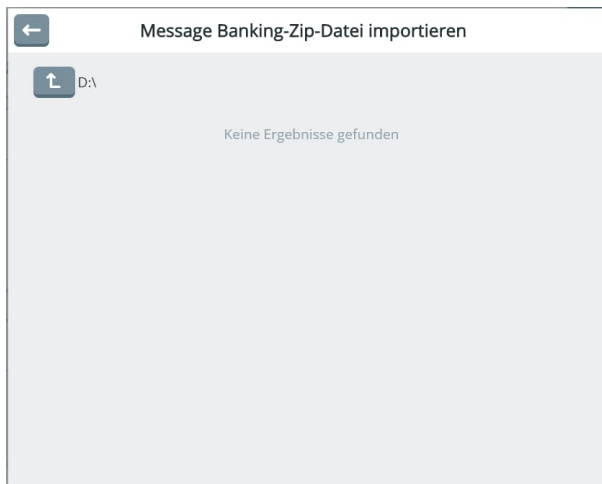 Message Banking-Zip-Datei importieren
D:\
Keine Ergebnisse gefunden